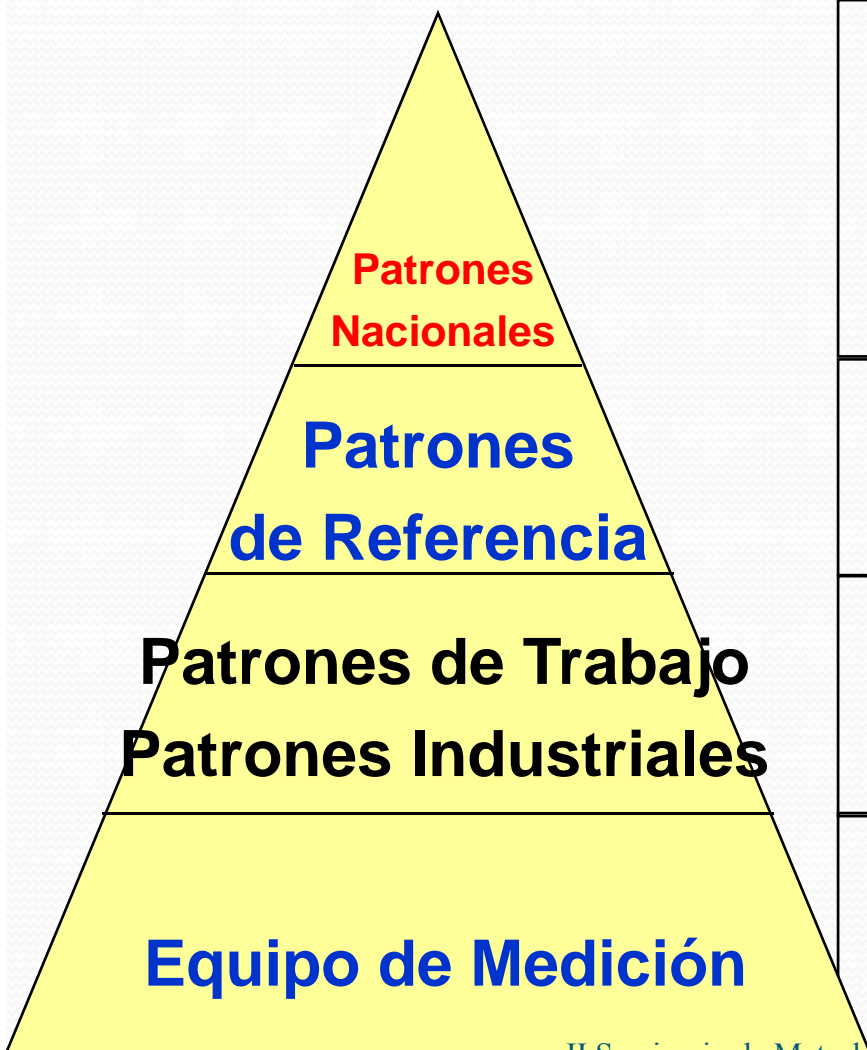 Patrones
Nacionales
Patrones
de Referencia
Patrones de Trabajo
Patrones Industriales
Equipo de Medición